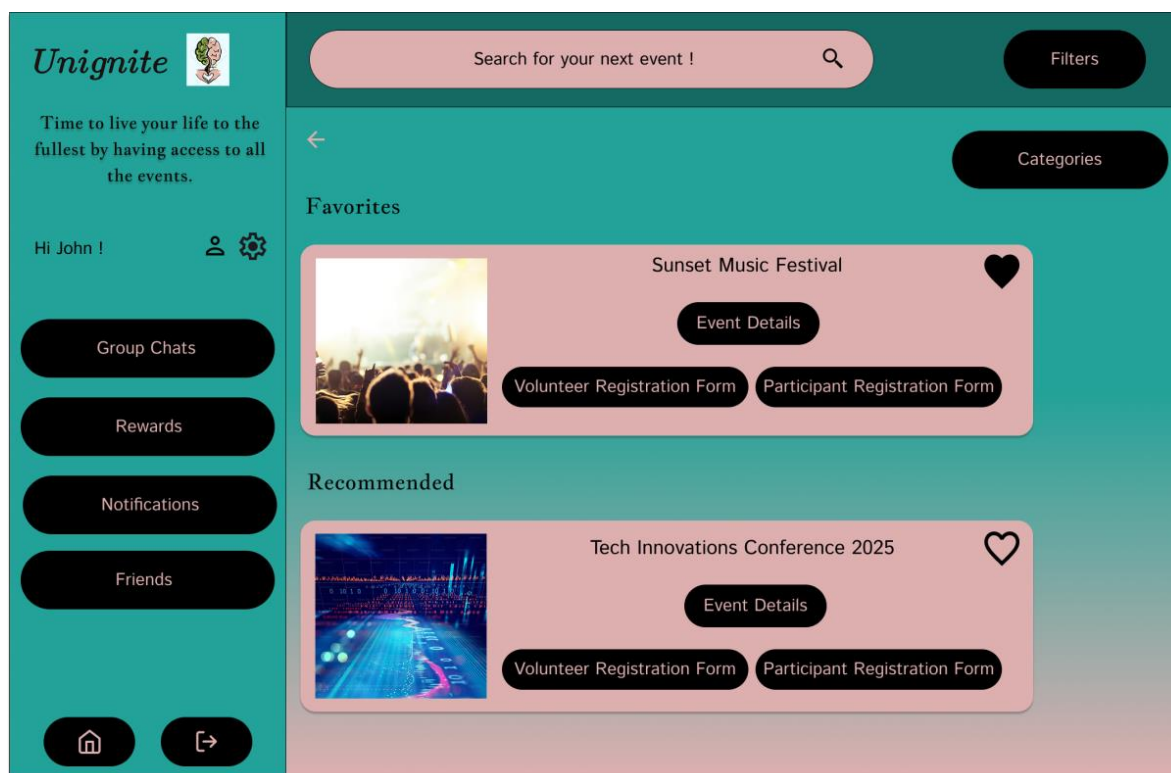 Unignite
Time to live your life to the
fullest by having access to all
the events.
Hi John !
Group Chats
Rewards
Notifications
Friends
Search for your next event !
Filters
Categories
Favorites
Sunset Music Festival
Event Details
Volunteer Registration Form
Participant Registration Form
Recommended
Tech Innovations Conference 2025
Event Details
Volunteer Registration Form
Participant Registration Form